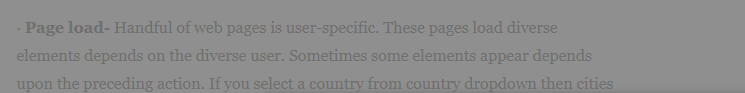 · Page load- Handful of web pages is user-specific. These pages load diverse
elements depends on the diverse user. Sometimes some elements appear depends
upon the preceding action. If you select a country from country dropdown then cities